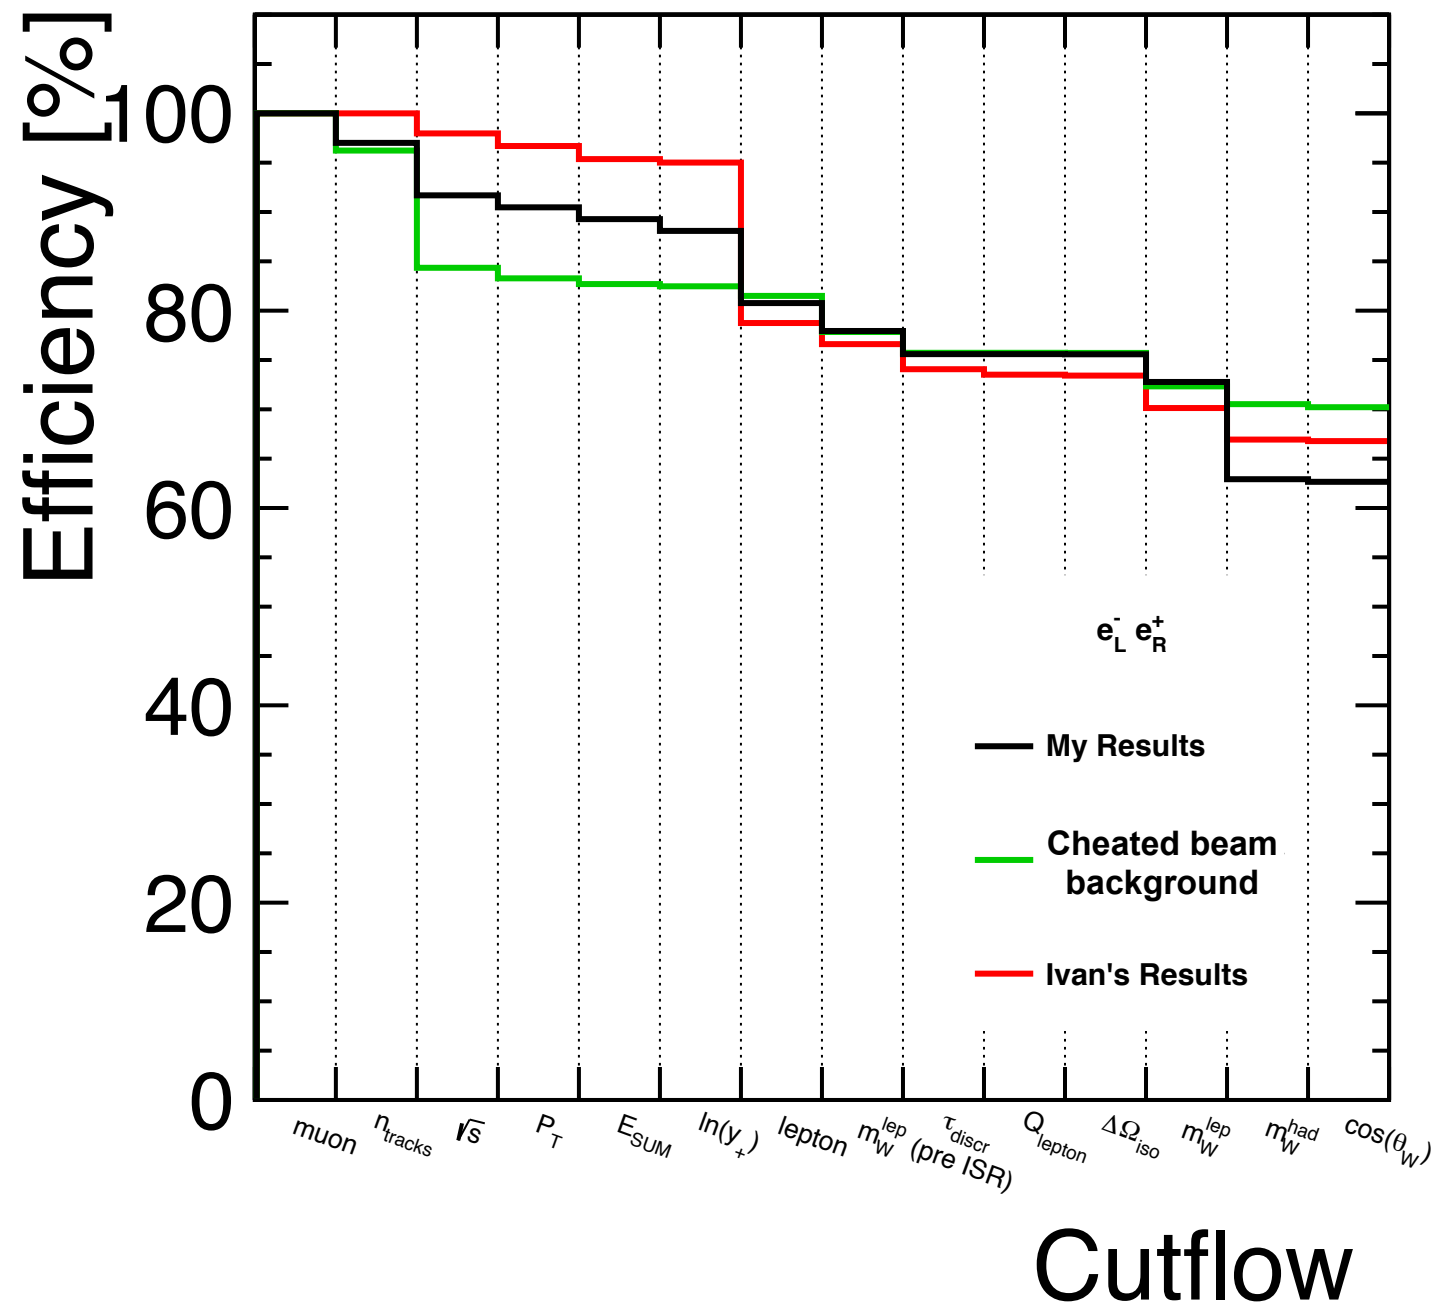 Efficiency [%]
100
80
60
40
20
0
e_L^- e_R^+
My Results
Cheated beam
background
Ivan's Results
muon n_tracks √s P_T E_SUM ln(y_+) lepton m_W^lep (pre ISR) τ_discr Q_lepton ΔΩ_iso m_W^lep m_W^had cos(θ_W)
Cutflow